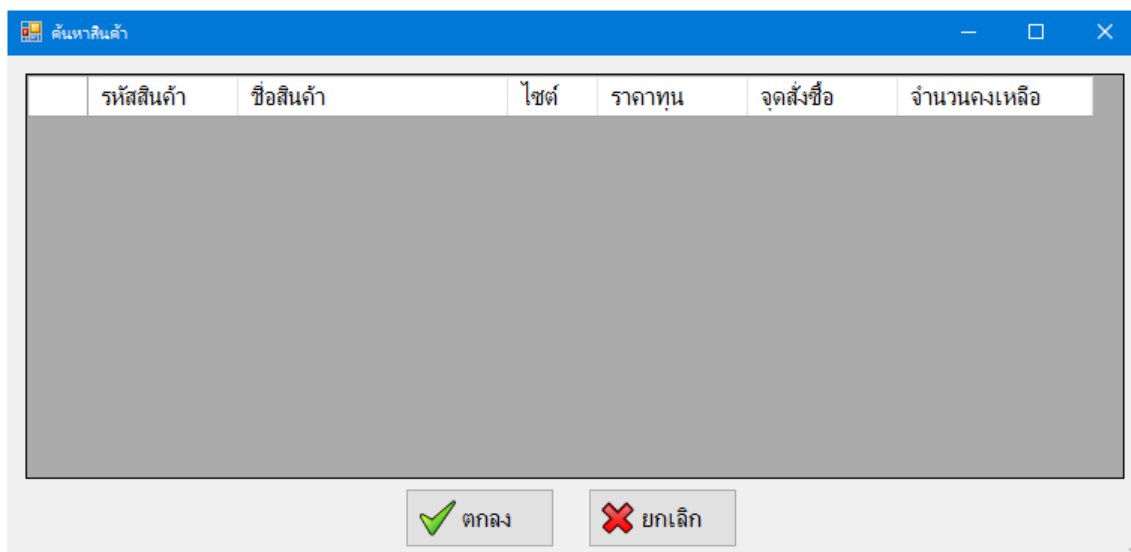 ค้นหาสินค้า
รหัสสินค้า ชื่อสินค้า ไซต์ ราคาทุน จุดสั่งซื้อ จำนวนคงเหลือ
ตกลง ยกเลิก